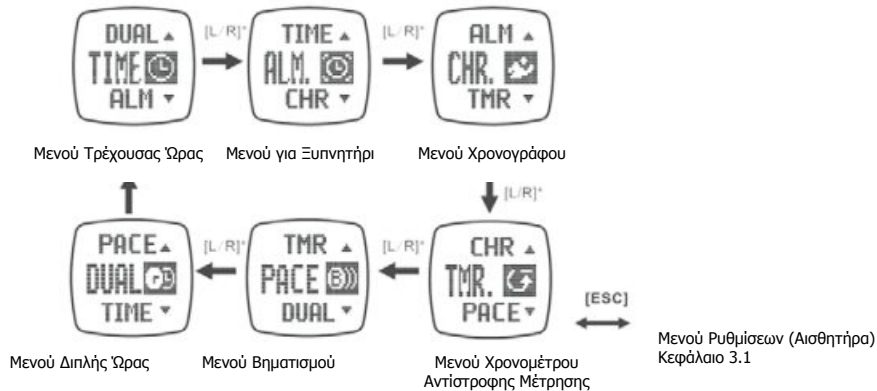 DUAL ▲
TIME
ALM ▼
[L/R]*
TIME ▲
ALM.
CHR ▼
[L/R]*
ALM ▲
CHR.
TMR ▼
Μενού Τρέχουσας Ώρας
Μενού για Ξυπνητήρι
Μενού Χρονογράφου
[L/R]*
PACE ▲
DUAL
TIME ▼
[L/R]*
TMR ▲
PACE B)))
DUAL ▼
[L/R]*
CHR ▲
TMR.
PACE ▼
[ESC]
Μενού Ρυθμίσεων (Αισθητήρα)
Κεφάλαιο 3.1
Μενού Διπλής Ώρας
Μενού Βηματισμού
Μενού Χρονομέτρου
Αντίστροφης Μέτρησης